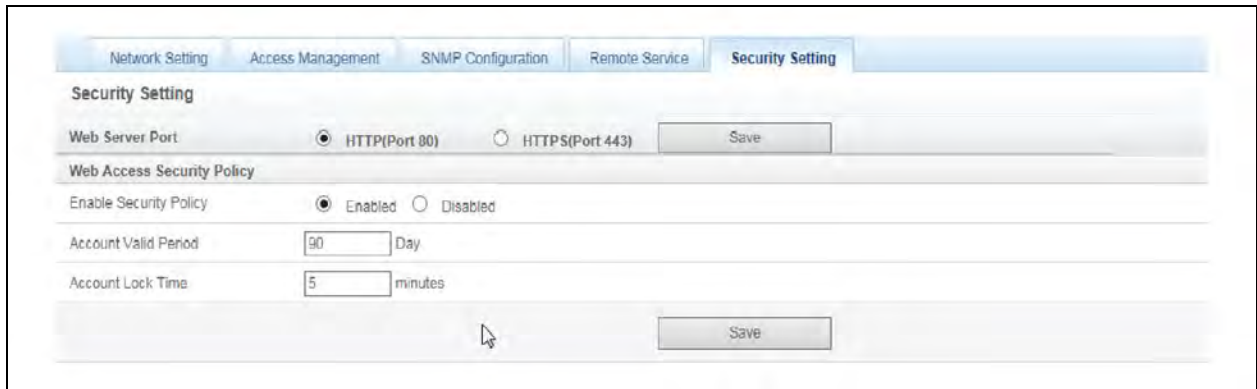 Network Setting Access Management SNMP Configuration Remote Service Security Setting
Security Setting
Web Server Port HTTP(Port 80) HTTPS(Port 443) Save
Web Access Security Policy
Enable Security Policy Enabled Disabled
Account Valid Period 90 Day
Account Lock Time 5 minutes
Save